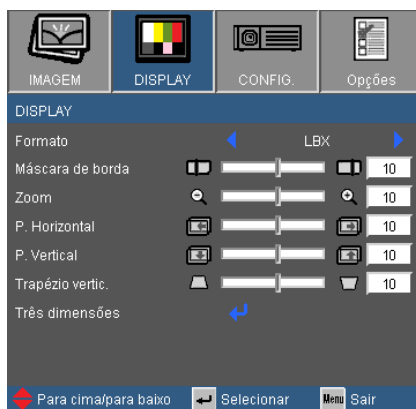 IMAGEM DISPLAY CONFIG. Opções
DISPLAY
Formato LBX
Máscara de borda 10
Zoom 10
P. Horizontal 10
P. Vertical 10
Trapézio vertic. 10
Três dimensões
Para cima/para baixo Selecionar Menu Sair